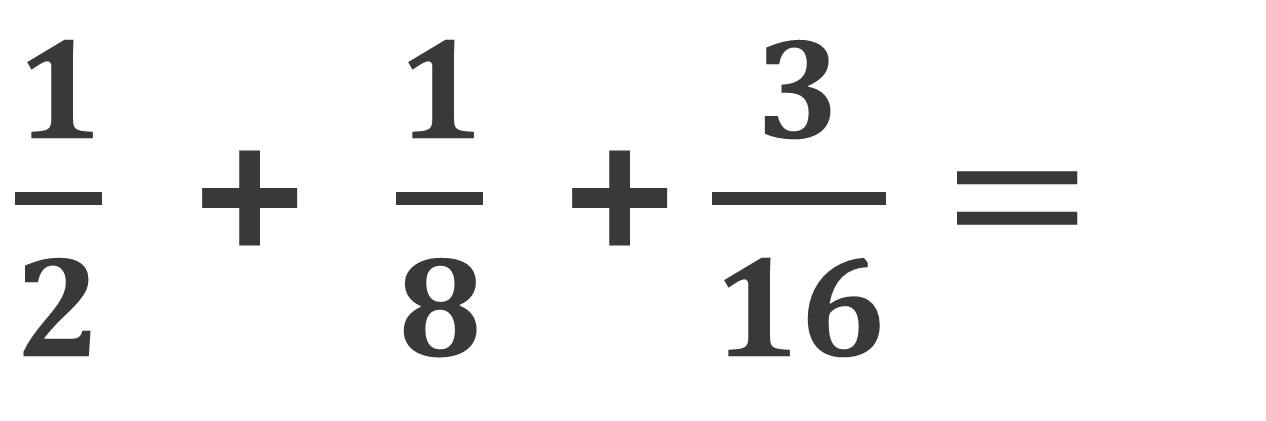 1/2 + 1/8 + 3/16 =